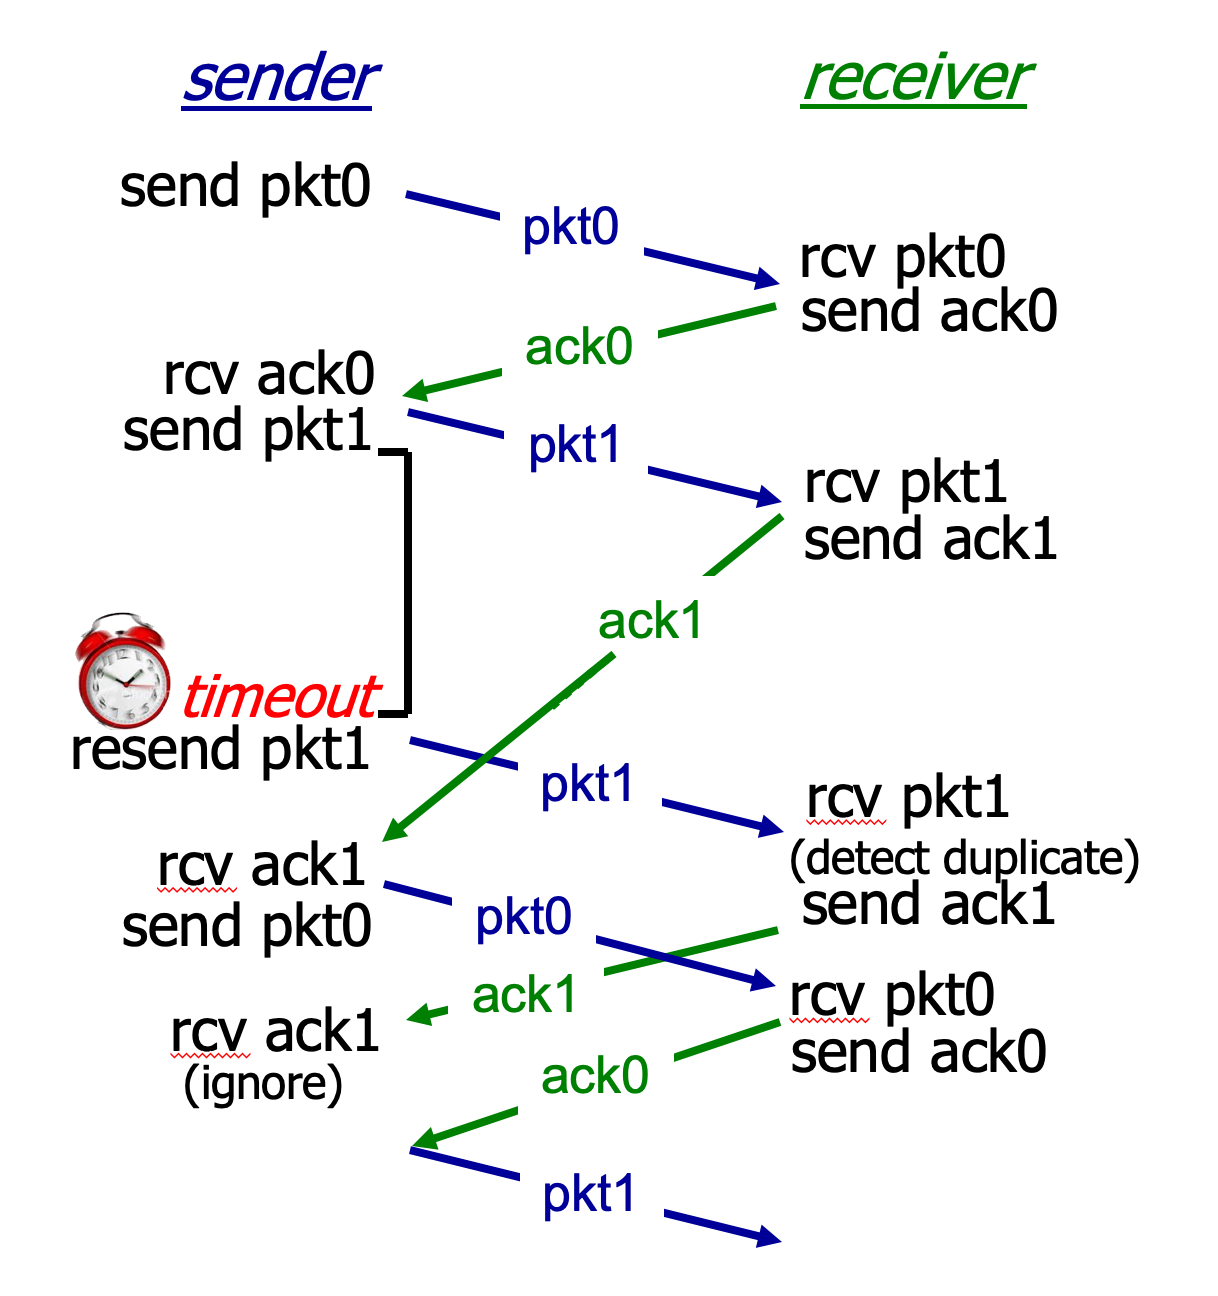 sender
receiver
send pkt0
pkt0
rcv pkt0
send ack0
ack0
rcv ack0
send pkt1
pkt1
rcv pkt1
send ack1
ack1
timeout
resend pkt1
pkt1
rcv pkt1
(detect duplicate)
send ack1
rcv ack1
send pkt0
pkt0
ack1
rcv pkt0
send ack0
rcv ack1
(ignore)
ack0
pkt1